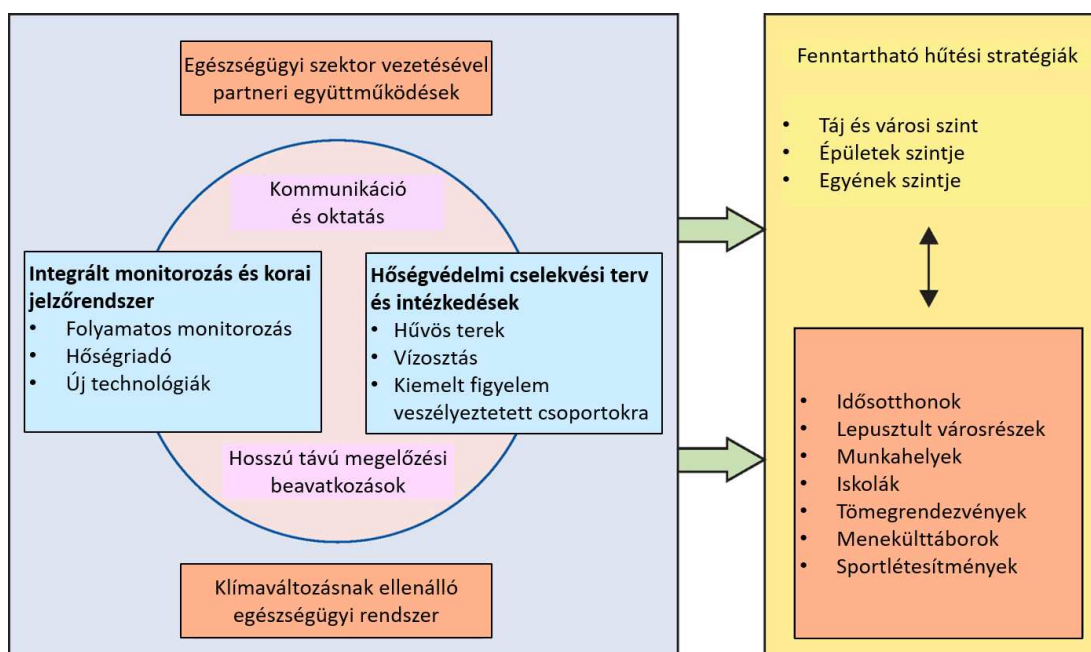 Egészségügyi szektor vezetésével
partneri együttműködések
Kommunikáció
és oktatás
Integrált monitorozás és korai
jelzőrendszer
• Folyamatos monitorozás
• Hőségriadó
• Új technológiák
Hőségvédelmi cselekvési terv
és intézkedések
• Hűvös terek
• Vízosztás
• Kiemelt figyelem
veszélyeztetett csoportokra
Hosszú távú megelőzési
beavatkozások
Klímaváltozásnak ellenálló
egészségügyi rendszer
Fenntartható hűtési stratégiák
• Táj és városi szint
• Épületek szintje
• Egyének szintje
• Idősotthonok
• Lepusztult városrészek
• Munkahelyek
• Iskolák
• Tömegrendezvények
• Menekülttáborok
• Sportlétesítmények